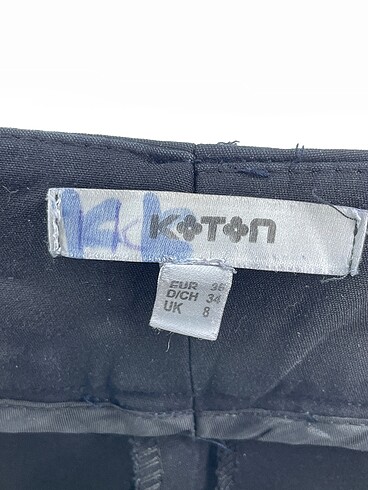 KOTON
EUR 36
D/CH 34
UK 8